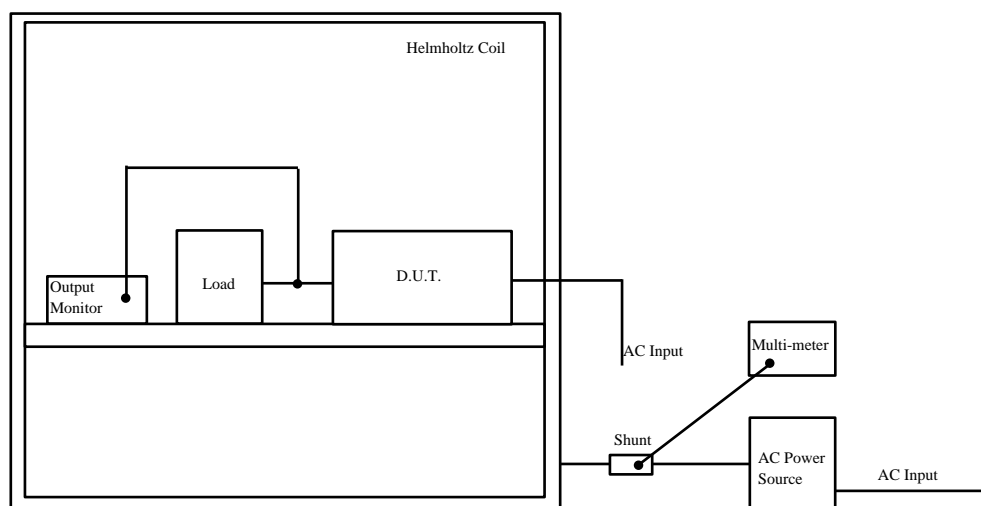 Helmholtz Coil
Output
Monitor
Load
D.U.T.
AC Input
Multi-meter
Shunt
AC Power
Source
AC Input